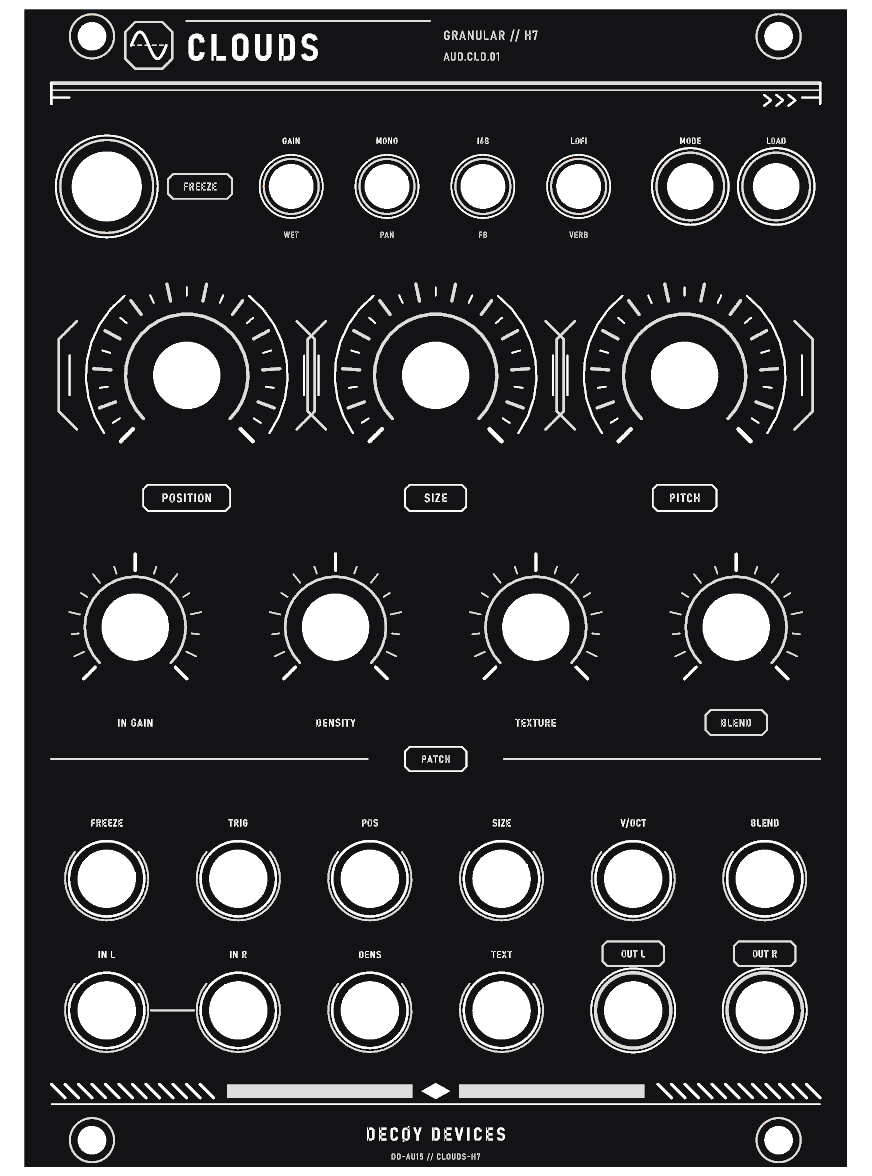 CLOUDS
GRANULAR // H7
AUD.CLD.01
>>>
GAIN MONO 16B LOFI MODE LOAD
FREEZE
WET PAN FB VERB
POSITION SIZE PITCH
IN GAIN DENSITY TEXTURE BLEND
PATCH
FREEZE TRIG POS SIZE V/OCT BLEND
IN L IN R DENS TEXT OUT L OUT R
DECOY DEVICES
DD-AU15 // CLOUDS-H7